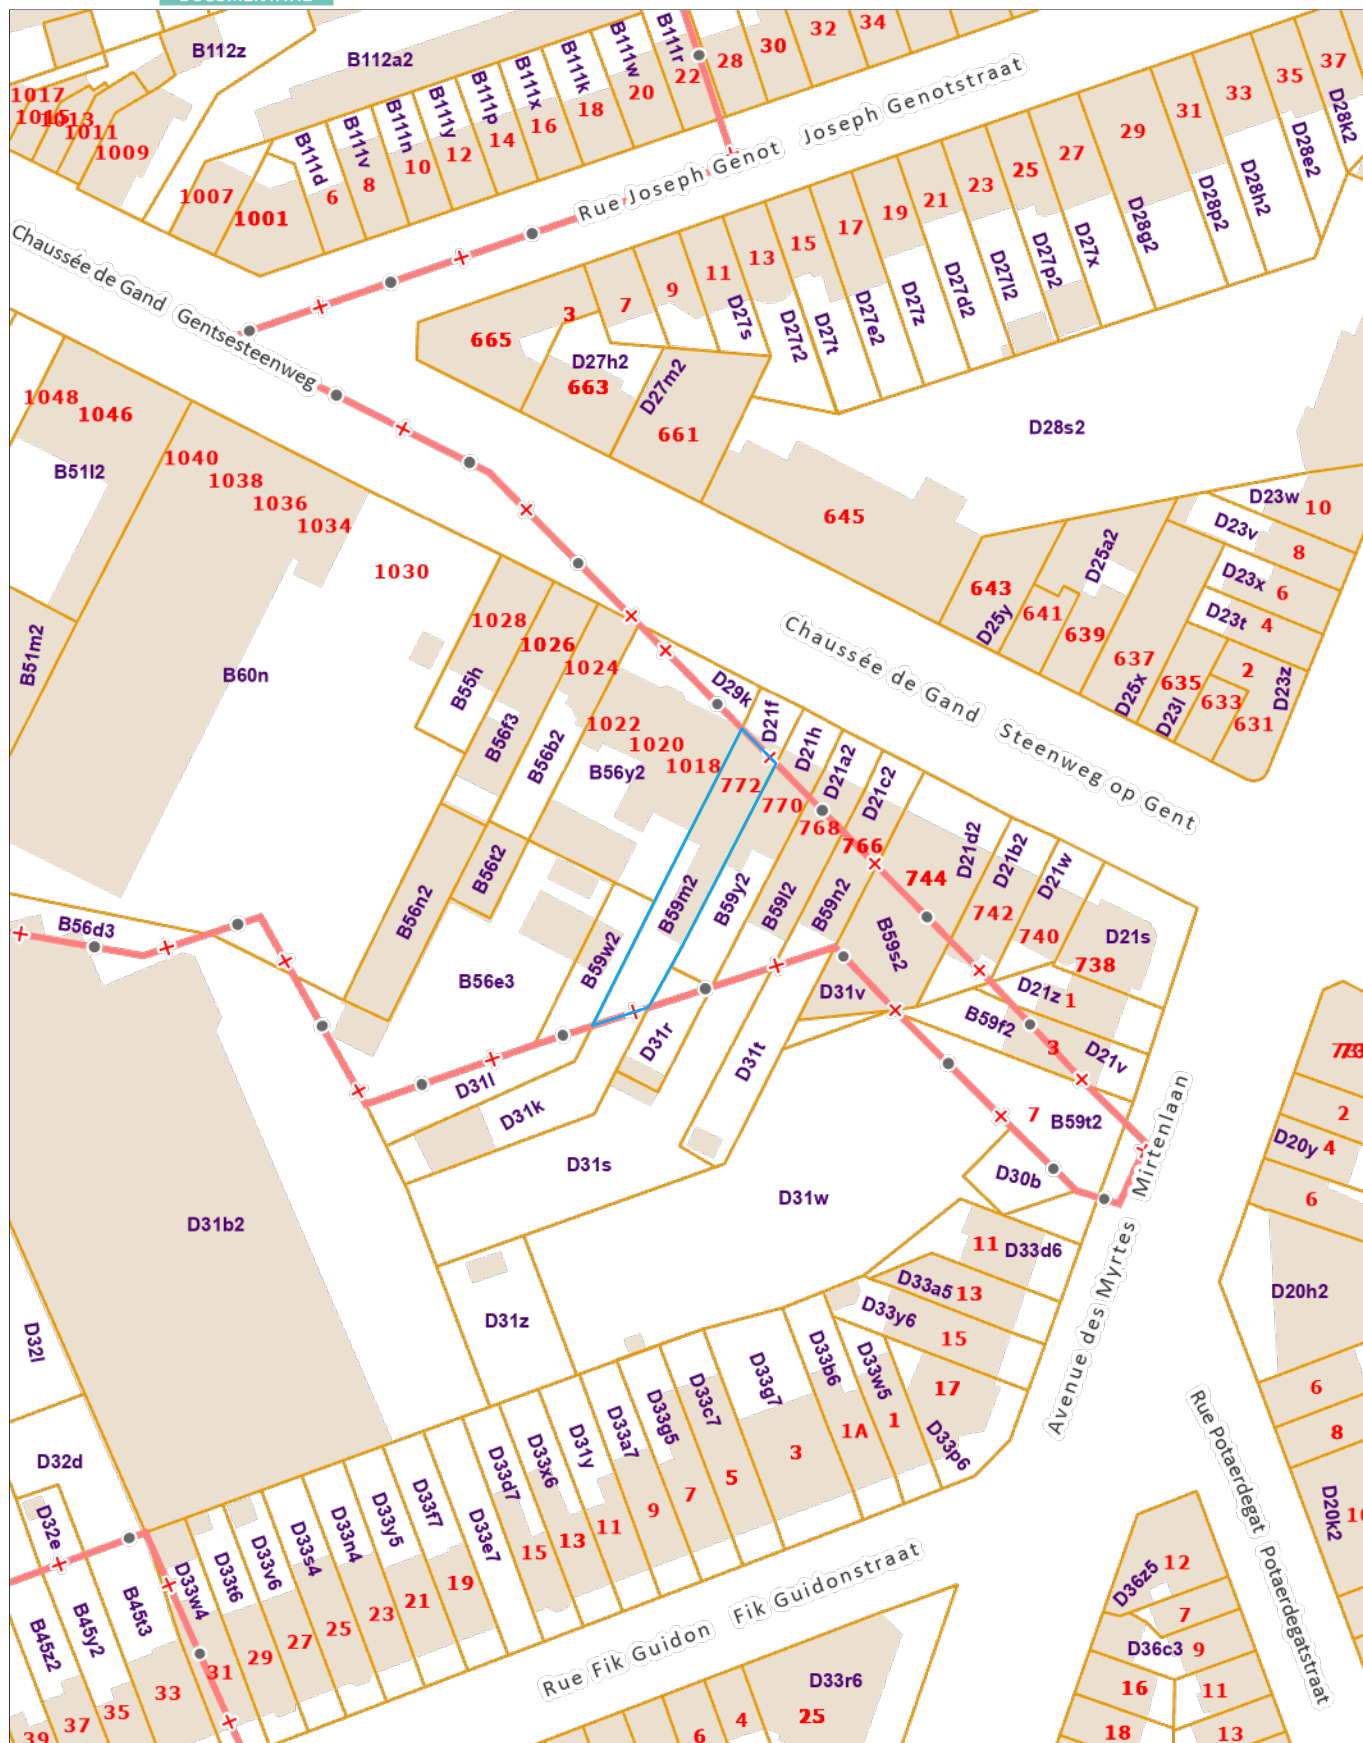 B112z
B112a2
1017
1015
1013
1011
1009
1007
1001
B111d
B111v
B111n
B111y
B111p
B111x
B111k
B111w
B111r
6
8
10
12
14
16
18
20
22
28
30
32
34
Rue Joseph Genot Joseph Genotstraat
Chaussée de Gand Gentsesteenweg
665
3
7
9
11
13
15
17
19
21
23
25
27
29
31
33
35
37
D27h2
663
D27m2
661
D27s
D27r2
D27t
D27e2
D27z
D27d2
D27l2
D27p2
D27x
D28g2
D28p2
D28h2
D28e2
D28k2
D28s2
1048
1046
B51l2
B51m2
1040
1038
1036
1034
1030
B60n
645
643
D25y
641
639
D25a2
637
D25x
635
D23l
633
631
D23z
2
D23t 4
D23x 6
D23v 8
D23w 10
Chaussée de Gand Steenweg op Gent
1028
1026
1024
1022
1020
1018
B55h
B56f3
B56b2
B56y2
B56t2
B56n2
B56e3
B56d3
772
770
768
766
744
742
740
738
D29k
D21f
D21h
D21a2
D21c2
D21d2
D21b2
D21w
D21s
D21z 1
B59f2
3
D21v
B59w2
B59m2
B59y2
B59l2
B59n2
B59s2
D31v
7
B59t2
D30b
D31l
D31k
D31r
D31t
D31s
D31w
D31b2
D31z
D32l
D32d
D32e
Avenue des Myrtes Mirtenlaan
11 D33d6
D33a5 13
D33y6 15
17
D33p6
D33w5
1
D33b6
1A
D33g7
3
D33c7
5
D33g5
7
D33a7
9
D31y
11
D33x6
13
D33d7
15
D33e7
19
D33f7
21
D33y5
23
D33n4
25
D33s4
27
D33v6
29
D33t6
31
D33w4
33
B45t3
35
B45y2
37
B45z2
39
Rue Fik Guidon Fik Guidonstraat
D33r6
25
4
6
2
D20y 4
6
D20h2
6
8
D20k2
Rue Potaerdegat Potaerdegatstraat
12
D36z5
7
D36c3 9
16
11
18
13